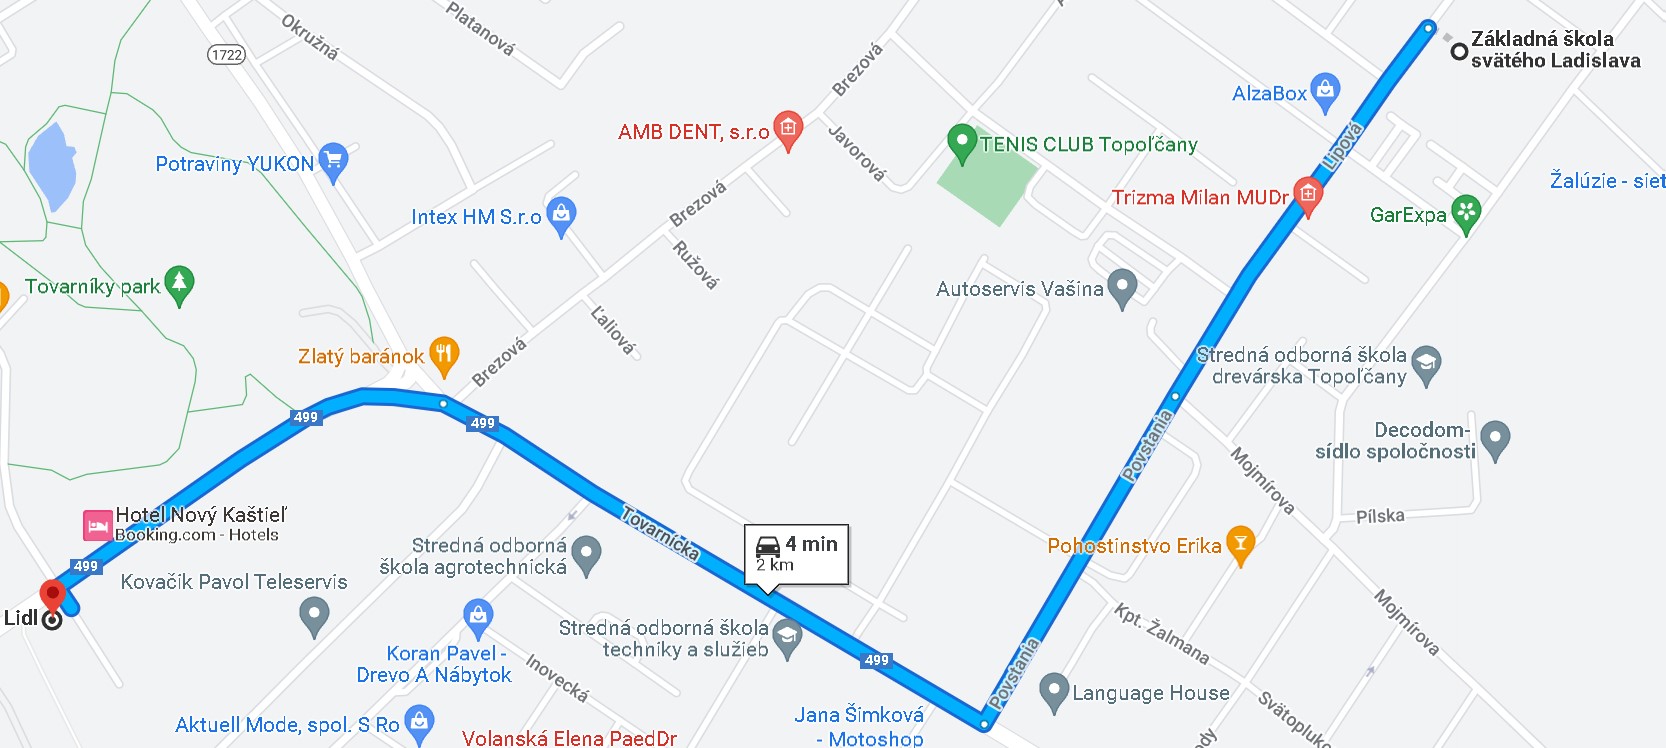 Platanová
Okružná
Základná škola
svätého Ladislava
1722
Brezová
AlzaBox
AMB DENT, s.r.o
Javorová
TENIS CLUB Topoľčany
Lipová
Potraviny YUKON
Žalúzie - siet
Trizma Milan MUDr
Brezová
Intex HM S.r.o
GarExpa
Ružová
Tovarníky park
Autoservis Vašina
Ľaliová
Zlatý baránok
Brezová
Stredná odborná škola
drevárska Topoľčany
499
499
Povstania
Decodom-
sídlo spoločnosti
Mojmírova
Hotel Nový Kaštieľ
Booking.com - Hotels
Tovarnícka
Pílska
4 min
2 km
Stredná odborná
škola agrotechnická
Pohostinstvo Erika
499
Kovačik Pavol Teleservis
Lidl
Stredná odborná škola
techniky a služieb
Kpt. Žalmana
Mojmírova
Koran Pavel -
Drevo A Nábytok
499
Inovecká
Povstania
Language House
Svätopluko
Jana Šimková
- Motoshop
Aktuell Mode, spol. S Ro
Volanská Elena PaedDr
ody